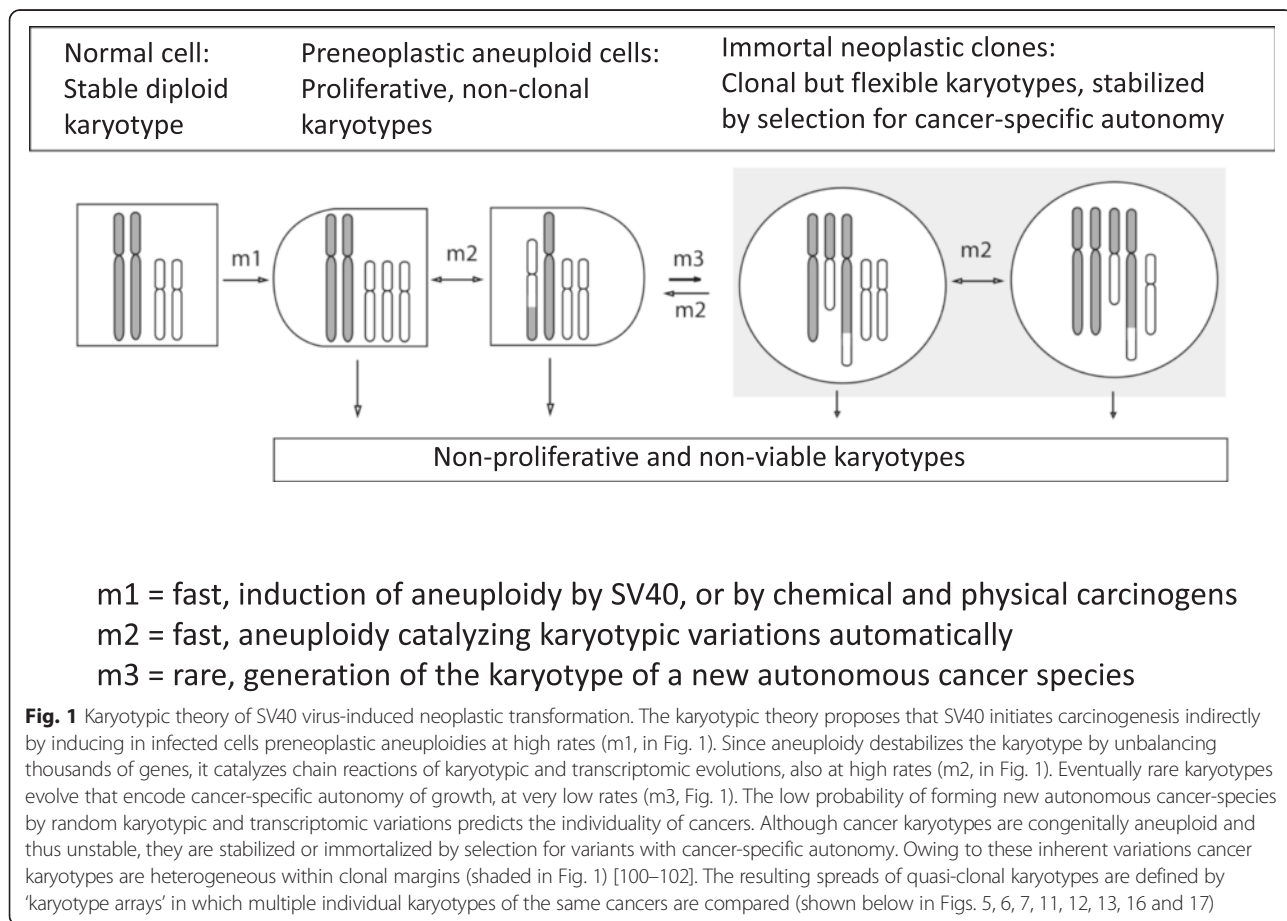 Normal cell:
Stable diploid
karyotype
Preneoplastic aneuploid cells:
Proliferative, non-clonal
karyotypes
Immortal neoplastic clones:
Clonal but flexible karyotypes, stabilized
by selection for cancer-specific autonomy
m1
m2
m3
m2
m2
Non-proliferative and non-viable karyotypes
m1 = fast, induction of aneuploidy by SV40, or by chemical and physical carcinogens
m2 = fast, aneuploidy catalyzing karyotypic variations automatically
m3 = rare, generation of the karyotype of a new autonomous cancer species
Fig. 1 Karyotypic theory of SV40 virus-induced neoplastic transformation. The karyotypic theory proposes that SV40 initiates carcinogenesis indirectly
by inducing in infected cells preneoplastic aneuploidies at high rates (m1, in Fig. 1). Since aneuploidy destabilizes the karyotype by unbalancing
thousands of genes, it catalyzes chain reactions of karyotypic and transcriptomic evolutions, also at high rates (m2, in Fig. 1). Eventually rare karyotypes
evolve that encode cancer-specific autonomy of growth, at very low rates (m3, Fig. 1). The low probability of forming new autonomous cancer-species
by random karyotypic and transcriptomic variations predicts the individuality of cancers. Although cancer karyotypes are congenitally aneuploid and
thus unstable, they are stabilized or immortalized by selection for variants with cancer-specific autonomy. Owing to these inherent variations cancer
karyotypes are heterogeneous within clonal margins (shaded in Fig. 1) [100–102]. The resulting spreads of quasi-clonal karyotypes are defined by
‘karyotype arrays’ in which multiple individual karyotypes of the same cancers are compared (shown below in Figs. 5, 6, 7, 11, 12, 13, 16 and 17)